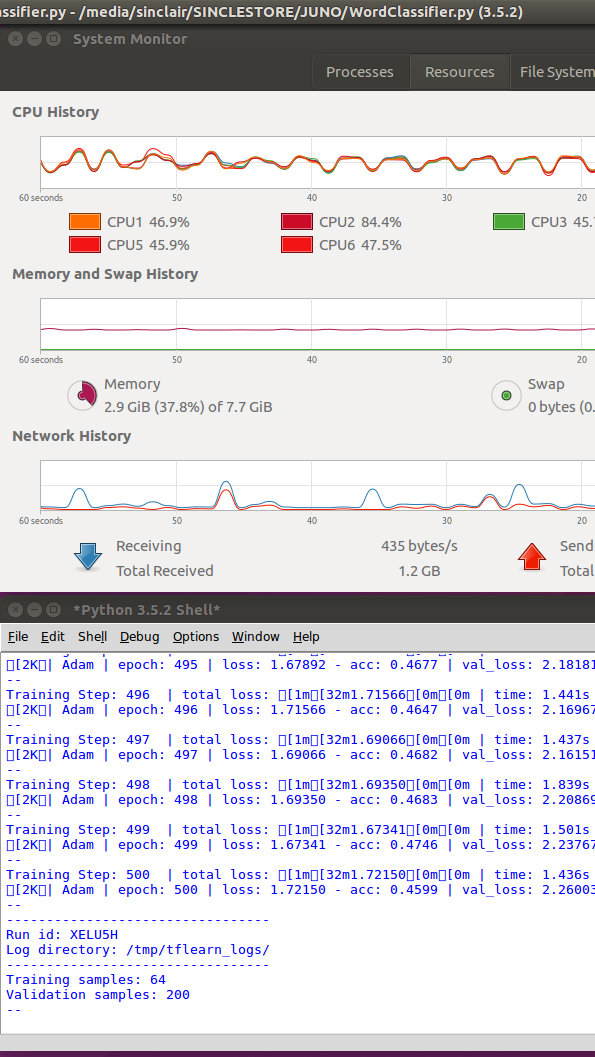 assifier.py - /media/sinclair/SINCLESTORE/JUNO/WordClassifier.py (3.5.2)
System Monitor
Processes Resources File System
CPU History
60 seconds 50 40 30 20
CPU1 46.9% CPU2 84.4% CPU3 45.
CPU5 45.9% CPU6 47.5%
Memory and Swap History
60 seconds 50 40 30 20
Memory Swap
2.9 GiB (37.8%) of 7.7 GiB 0 bytes (0.
Network History
60 seconds 50 40 30 20
Receiving 435 bytes/s Send
Total Received 1.2 GB Total
*Python 3.5.2 Shell*
File Edit Shell Debug Options Window Help
[2K| Adam | epoch: 495 | loss: 1.67892 - acc: 0.4677 | val_loss: 2.18181
--
Training Step: 496 | total loss: [1m[32m1.71566[0m[0m | time: 1.441s
[2K| Adam | epoch: 496 | loss: 1.71566 - acc: 0.4647 | val_loss: 2.16967
--
Training Step: 497 | total loss: [1m[32m1.69066[0m[0m | time: 1.437s
[2K| Adam | epoch: 497 | loss: 1.69066 - acc: 0.4682 | val_loss: 2.16151
--
Training Step: 498 | total loss: [1m[32m1.69350[0m[0m | time: 1.839s
[2K| Adam | epoch: 498 | loss: 1.69350 - acc: 0.4683 | val_loss: 2.20869
--
Training Step: 499 | total loss: [1m[32m1.67341[0m[0m | time: 1.501s
[2K| Adam | epoch: 499 | loss: 1.67341 - acc: 0.4746 | val_loss: 2.23767
--
Training Step: 500 | total loss: [1m[32m1.72150[0m[0m | time: 1.436s
[2K| Adam | epoch: 500 | loss: 1.72150 - acc: 0.4599 | val_loss: 2.26003
--
---------------------------------
Run id: XELU5H
Log directory: /tmp/tflearn_logs/
---------------------------------
Training samples: 64
Validation samples: 200
--